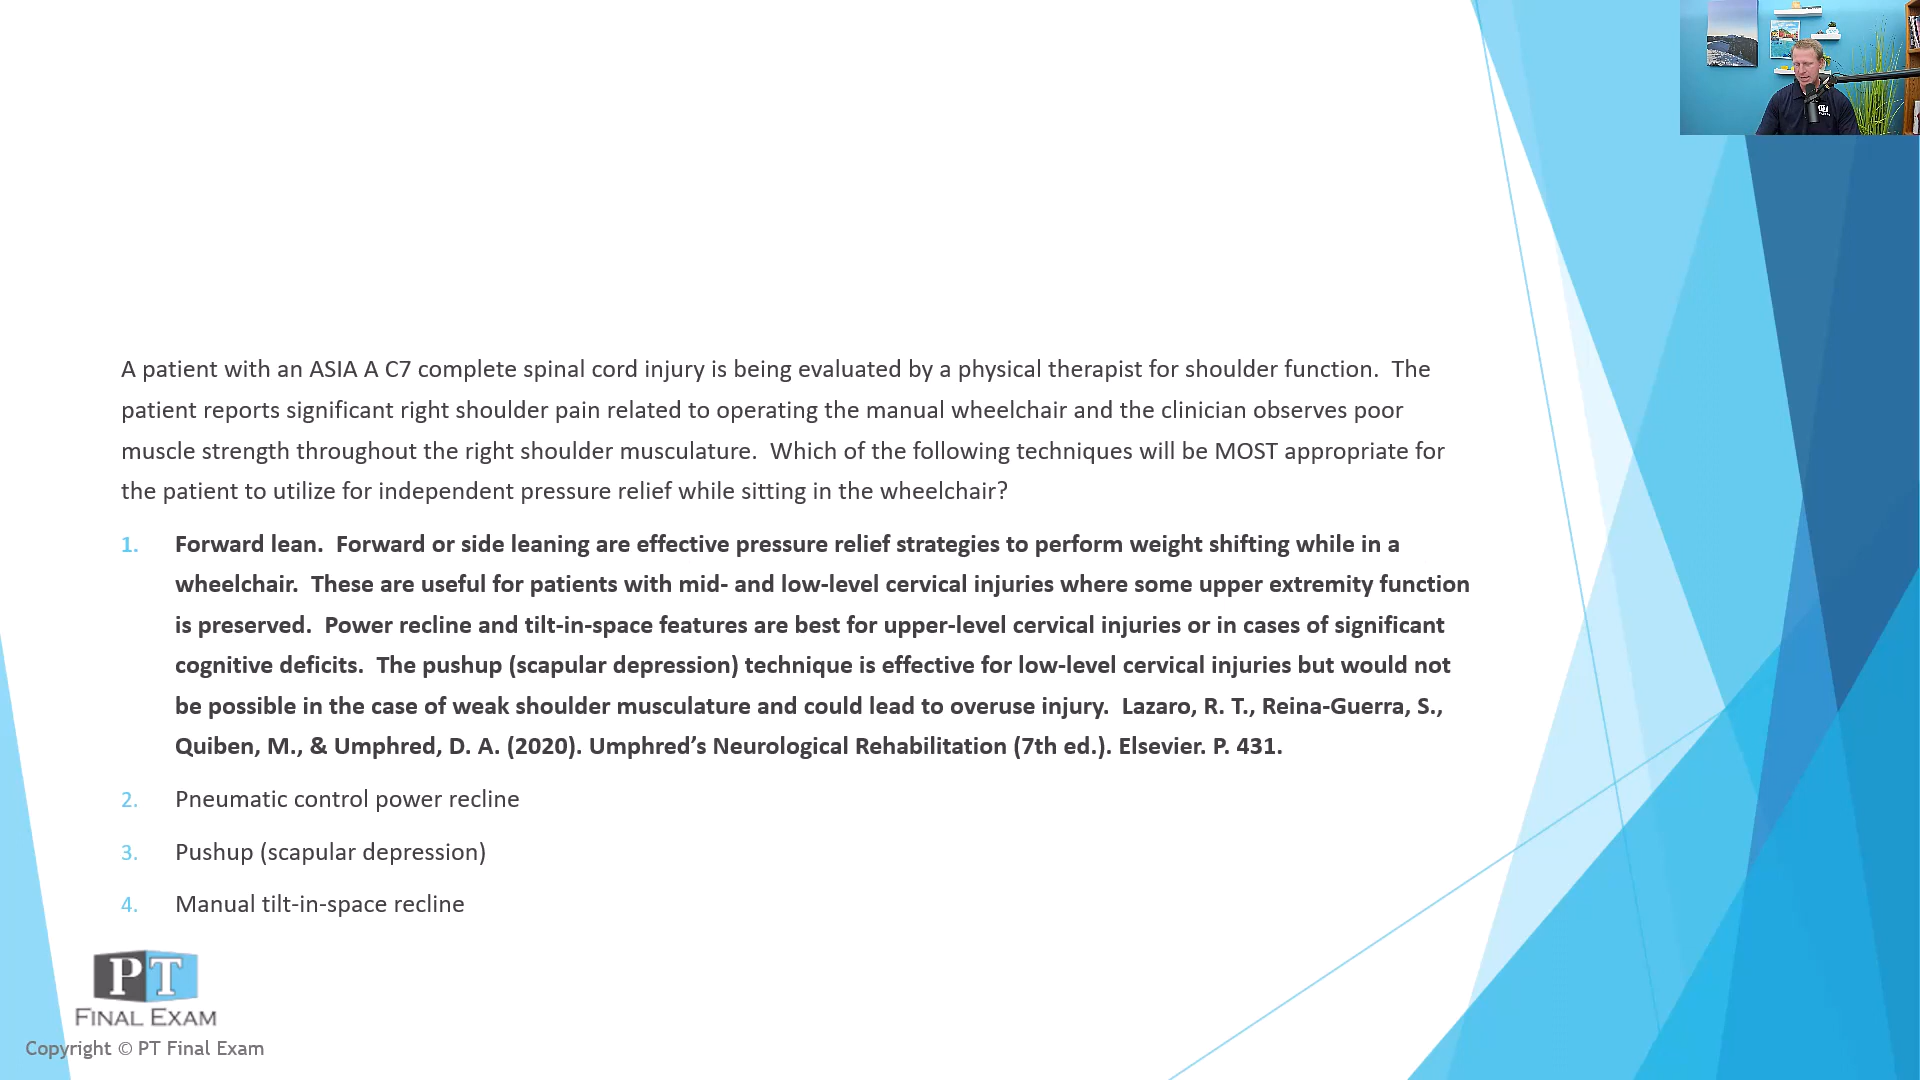 A patient with an ASIA A C7 complete spinal cord injury is being evaluated by a physical therapist for shoulder function.  The
patient reports significant right shoulder pain related to operating the manual wheelchair and the clinician observes poor
muscle strength throughout the right shoulder musculature.  Which of the following techniques will be MOST appropriate for
the patient to utilize for independent pressure relief while sitting in the wheelchair?
1. Forward lean.  Forward or side leaning are effective pressure relief strategies to perform weight shifting while in a
wheelchair.  These are useful for patients with mid- and low-level cervical injuries where some upper extremity function
is preserved.  Power recline and tilt-in-space features are best for upper-level cervical injuries or in cases of significant
cognitive deficits.  The pushup (scapular depression) technique is effective for low-level cervical injuries but would not
be possible in the case of weak shoulder musculature and could lead to overuse injury.  Lazaro, R. T., Reina-Guerra, S.,
Quiben, M., & Umphred, D. A. (2020). Umphred’s Neurological Rehabilitation (7th ed.). Elsevier. P. 431.
2. Pneumatic control power recline
3. Pushup (scapular depression)
4. Manual tilt-in-space recline
PT
FINAL EXAM
Copyright © PT Final Exam